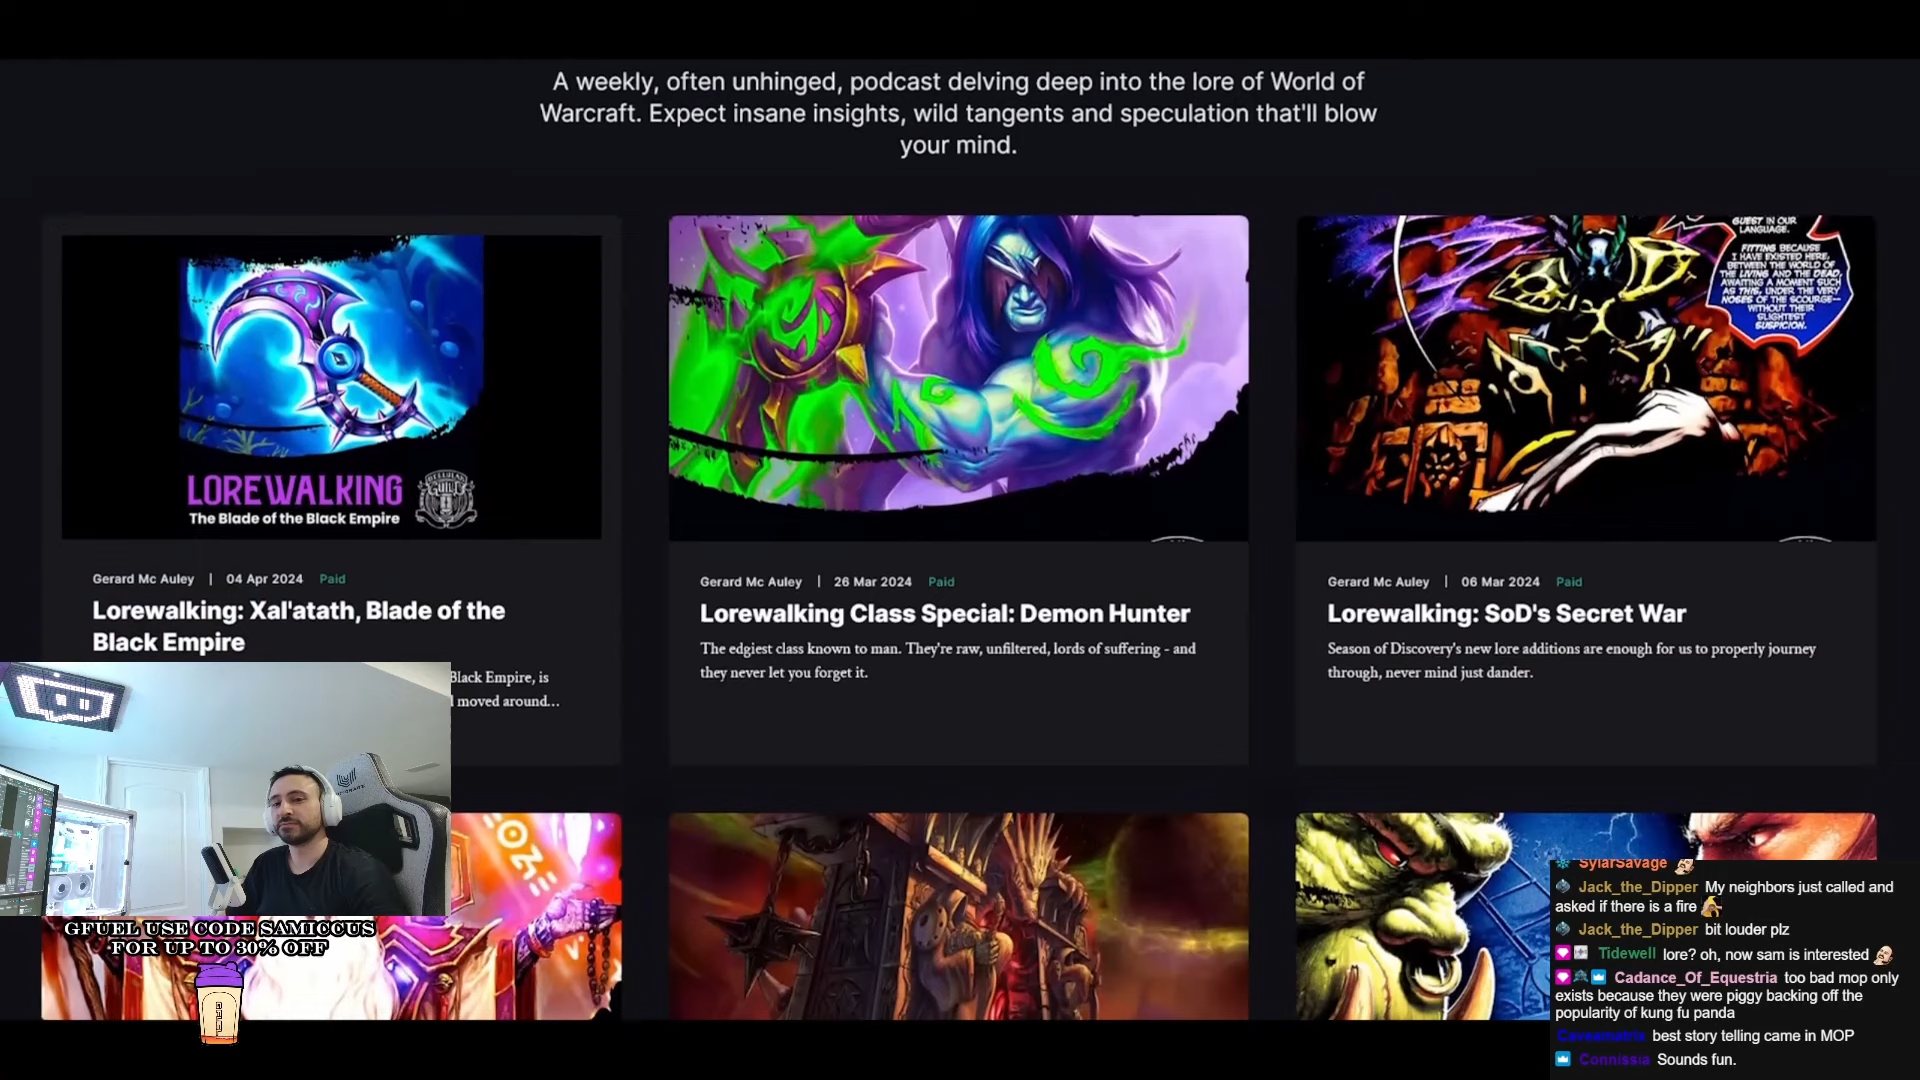 A weekly, often unhinged, podcast delving deep into the lore of World of
Warcraft. Expect insane insights, wild tangents and speculation that'll blow
your mind.
LOREWALKING
The Blade of the Black Empire
Gerard Mc Auley | 04 Apr 2024 Paid
Lorewalking: Xal'atath, Blade of the
Black Empire
Black Empire, is
moved around...
Gerard Mc Auley | 26 Mar 2024 Paid
Lorewalking Class Special: Demon Hunter
The edgiest class known to man. They're raw, unfiltered, lords of suffering - and
they never let you forget it.
GUEST IN OUR
LANGUAGE.
FITTING BECAUSE
I HAVE EXISTED HERE,
BETWEEN THE WORLD OF
THE LIVING AND THE DEAD,
AWAITING A MOMENT SUCH
AS THIS, UNDER THE VERY
NOSES OF THE SCOURGE--
WITHOUT THEIR
SLIGHTEST
SUSPICION.
Gerard Mc Auley | 06 Mar 2024 Paid
Lorewalking: SoD's Secret War
Season of Discovery's new lore additions are enough for us to properly journey
through, never mind just dander.
GFUEL USE CODE SAMICCUS
FOR UP TO 30% OFF
SylarSavage
Jack_the_Dipper My neighbors just called and
asked if there is a fire
Jack_the_Dipper bit louder plz
Tidewell lore? oh, now sam is interested
Cadance_Of_Equestria too bad mop only
exists because they were piggy backing off the
popularity of kung fu panda
best story telling came in MOP
Connissia Sounds fun.